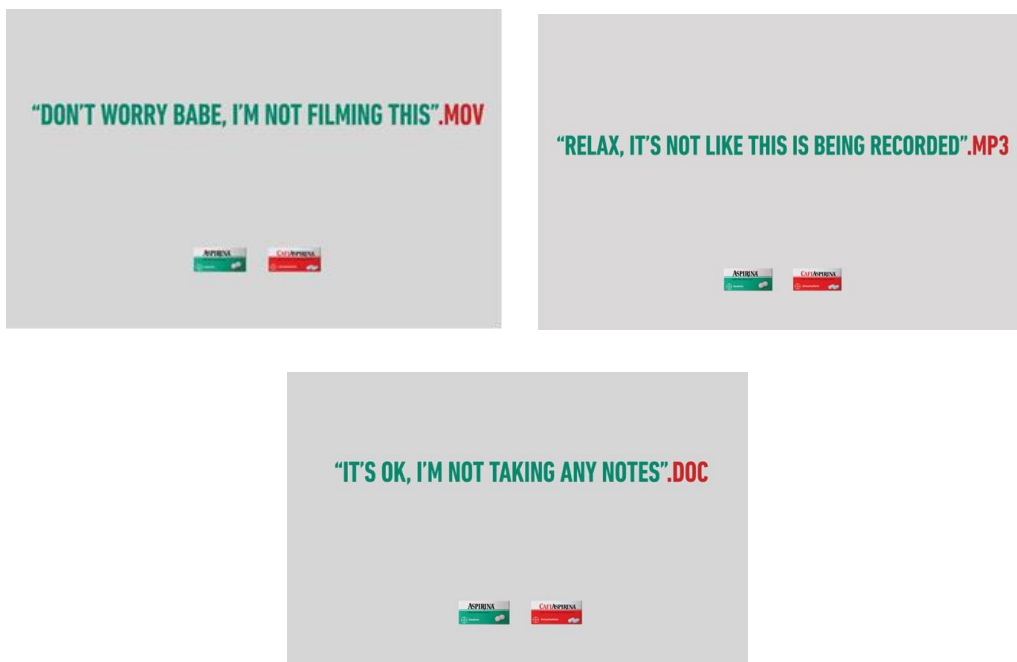 “DON’T WORRY BABE, I’M NOT FILMING THIS”.MOV
ASPIRINA
CAFIASPIRINA
“RELAX, IT’S NOT LIKE THIS IS BEING RECORDED”.MP3
ASPIRINA
CAFIASPIRINA
“IT’S OK, I’M NOT TAKING ANY NOTES”.DOC
ASPIRINA
CAFIASPIRINA